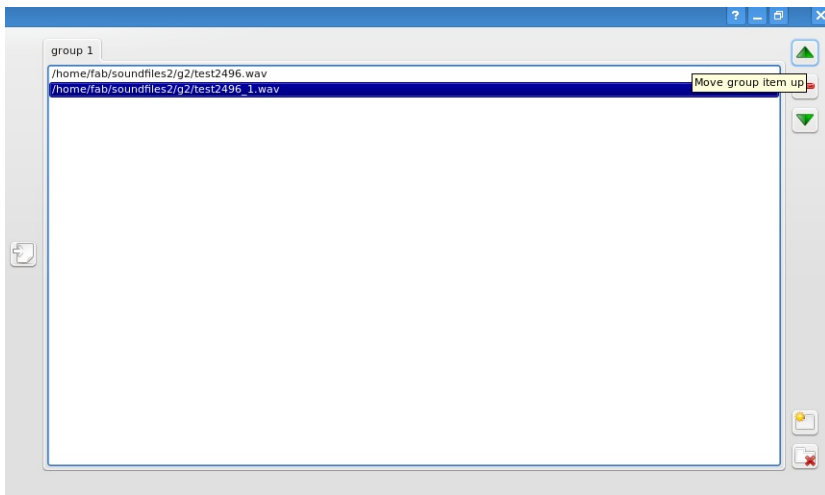 ?
group 1
/home/fab/soundfiles2/g2/test2496.wav
Move group item up
/home/fab/soundfiles2/g2/test2496_1.wav